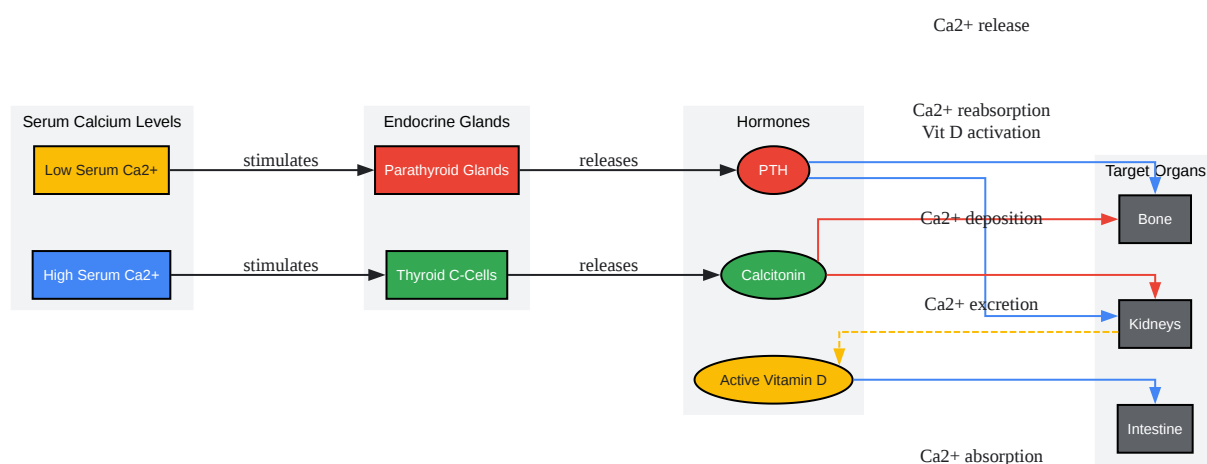 Ca2+ release
Ca2+ reabsorption
Vit D activation
Serum Calcium Levels
Endocrine Glands
Hormones
Target Organs
Low Serum Ca2+
stimulates
Parathyroid Glands
releases
PTH
Bone
Ca2+ deposition
High Serum Ca2+
stimulates
Thyroid C-Cells
releases
Calcitonin
Ca2+ excretion
Kidneys
Active Vitamin D
Intestine
Ca2+ absorption